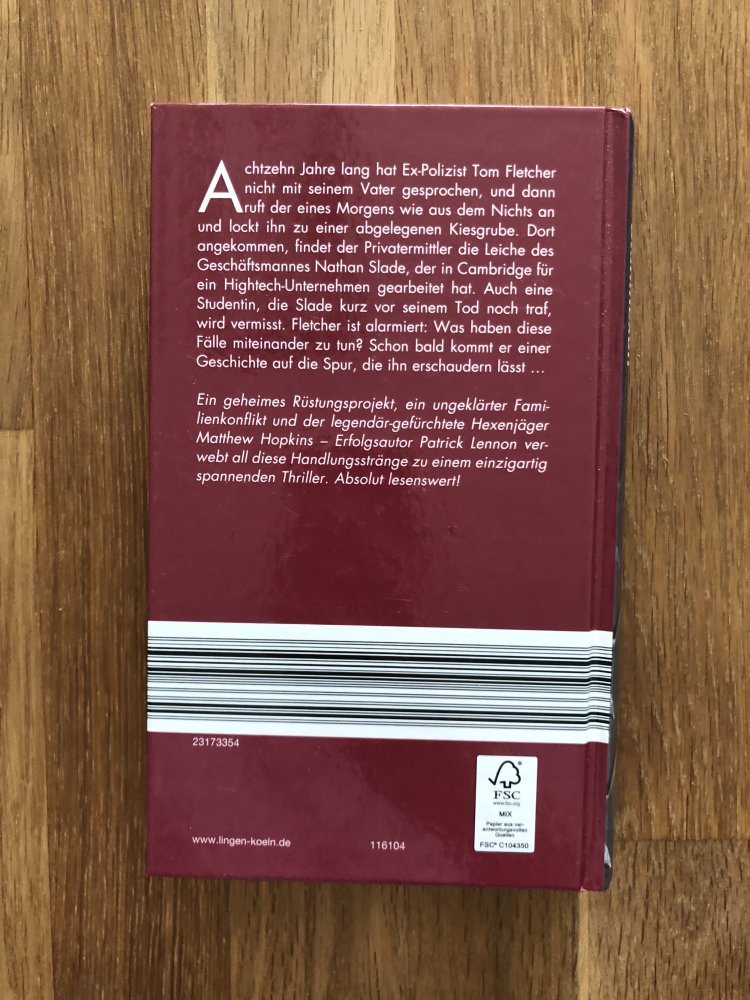 Achtzehn Jahre lang hat Ex-Polizist Tom Fletcher
nicht mit seinem Vater gesprochen, und dann
ruft der eines Morgens wie aus dem Nichts an
und lockt ihn zu einer abgelegenen Kiesgrube. Dort
angekommen, findet der Privatermittler die Leiche des
Geschäftsmannes Nathan Slade, der in Cambridge für
ein Hightech-Unternehmen gearbeitet hat. Auch eine
Studentin, die Slade kurz vor seinem Tod noch traf,
wird vermisst. Fletcher ist alarmiert: Was haben diese
Fälle miteinander zu tun? Schon bald kommt er einer
Geschichte auf die Spur, die ihn erschaudern lässt ...
Ein geheimes Rüstungsprojekt, ein ungeklärter Fami-
lienkonflikt und der legendär-gefürchtete Hexenjäger
Matthew Hopkins – Erfolgsautor Patrick Lennon ver-
webt all diese Handlungsstränge zu einem einzigartig
spannenden Thriller. Absolut lesenswert!
23173354
FSC
www.fsc.org
MIX
Papier aus ver-
antwortungsvollen
Quellen
FSC® C104350
www.lingen-koeln.de
116104